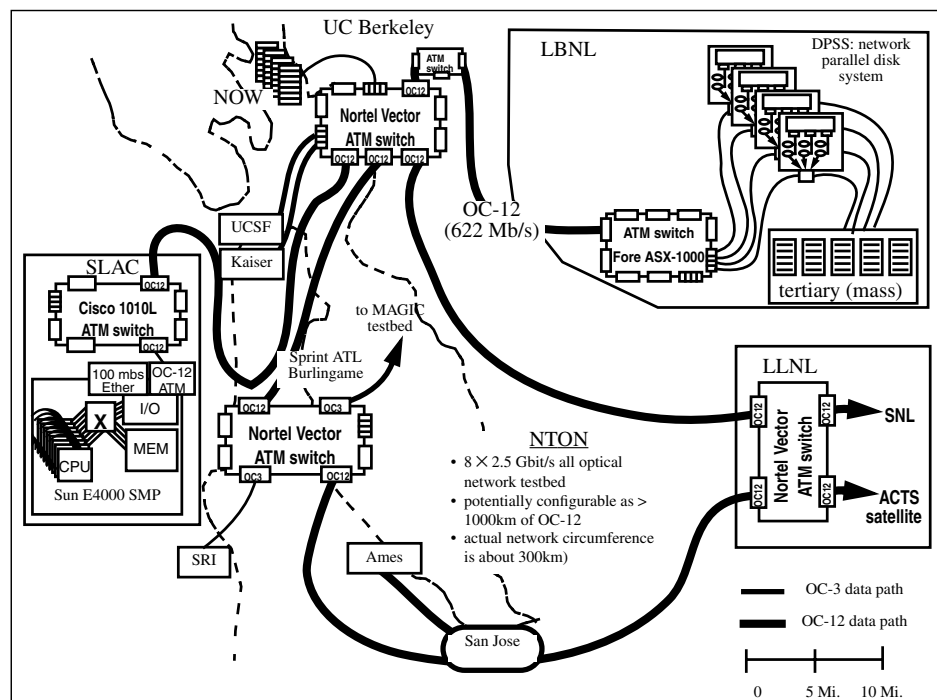 UC Berkeley
NOW
ATM
switch
OC12
Nortel Vector
ATM switch
OC12
OC12
OC12
LBNL
DPSS: network
parallel disk
system
OC-12
(622 Mb/s)
ATM switch
Fore ASX-1000
tertiary (mass)
UCSF
Kaiser
SLAC
OC12
Cisco 1010L
ATM switch
OC12
100 mbs
Ether
OC-12
ATM
I/O
X
MEM
CPU
Sun E4000 SMP
to MAGIC
testbed
Sprint ATL
Burlingame
OC12
OC3
Nortel Vector
ATM switch
OC3
OC12
SRI
Ames
San Jose
NTON
• 8 × 2.5 Gbit/s all optical
network testbed
• potentially configurable as >
1000km of OC-12
• actual network circumference
is about 300km)
LLNL
OC12
OC12
Nortel Vector
ATM switch
OC12
OC12
SNL
ACTS
satellite
OC-3 data path
OC-12 data path
0 5 Mi. 10 Mi.